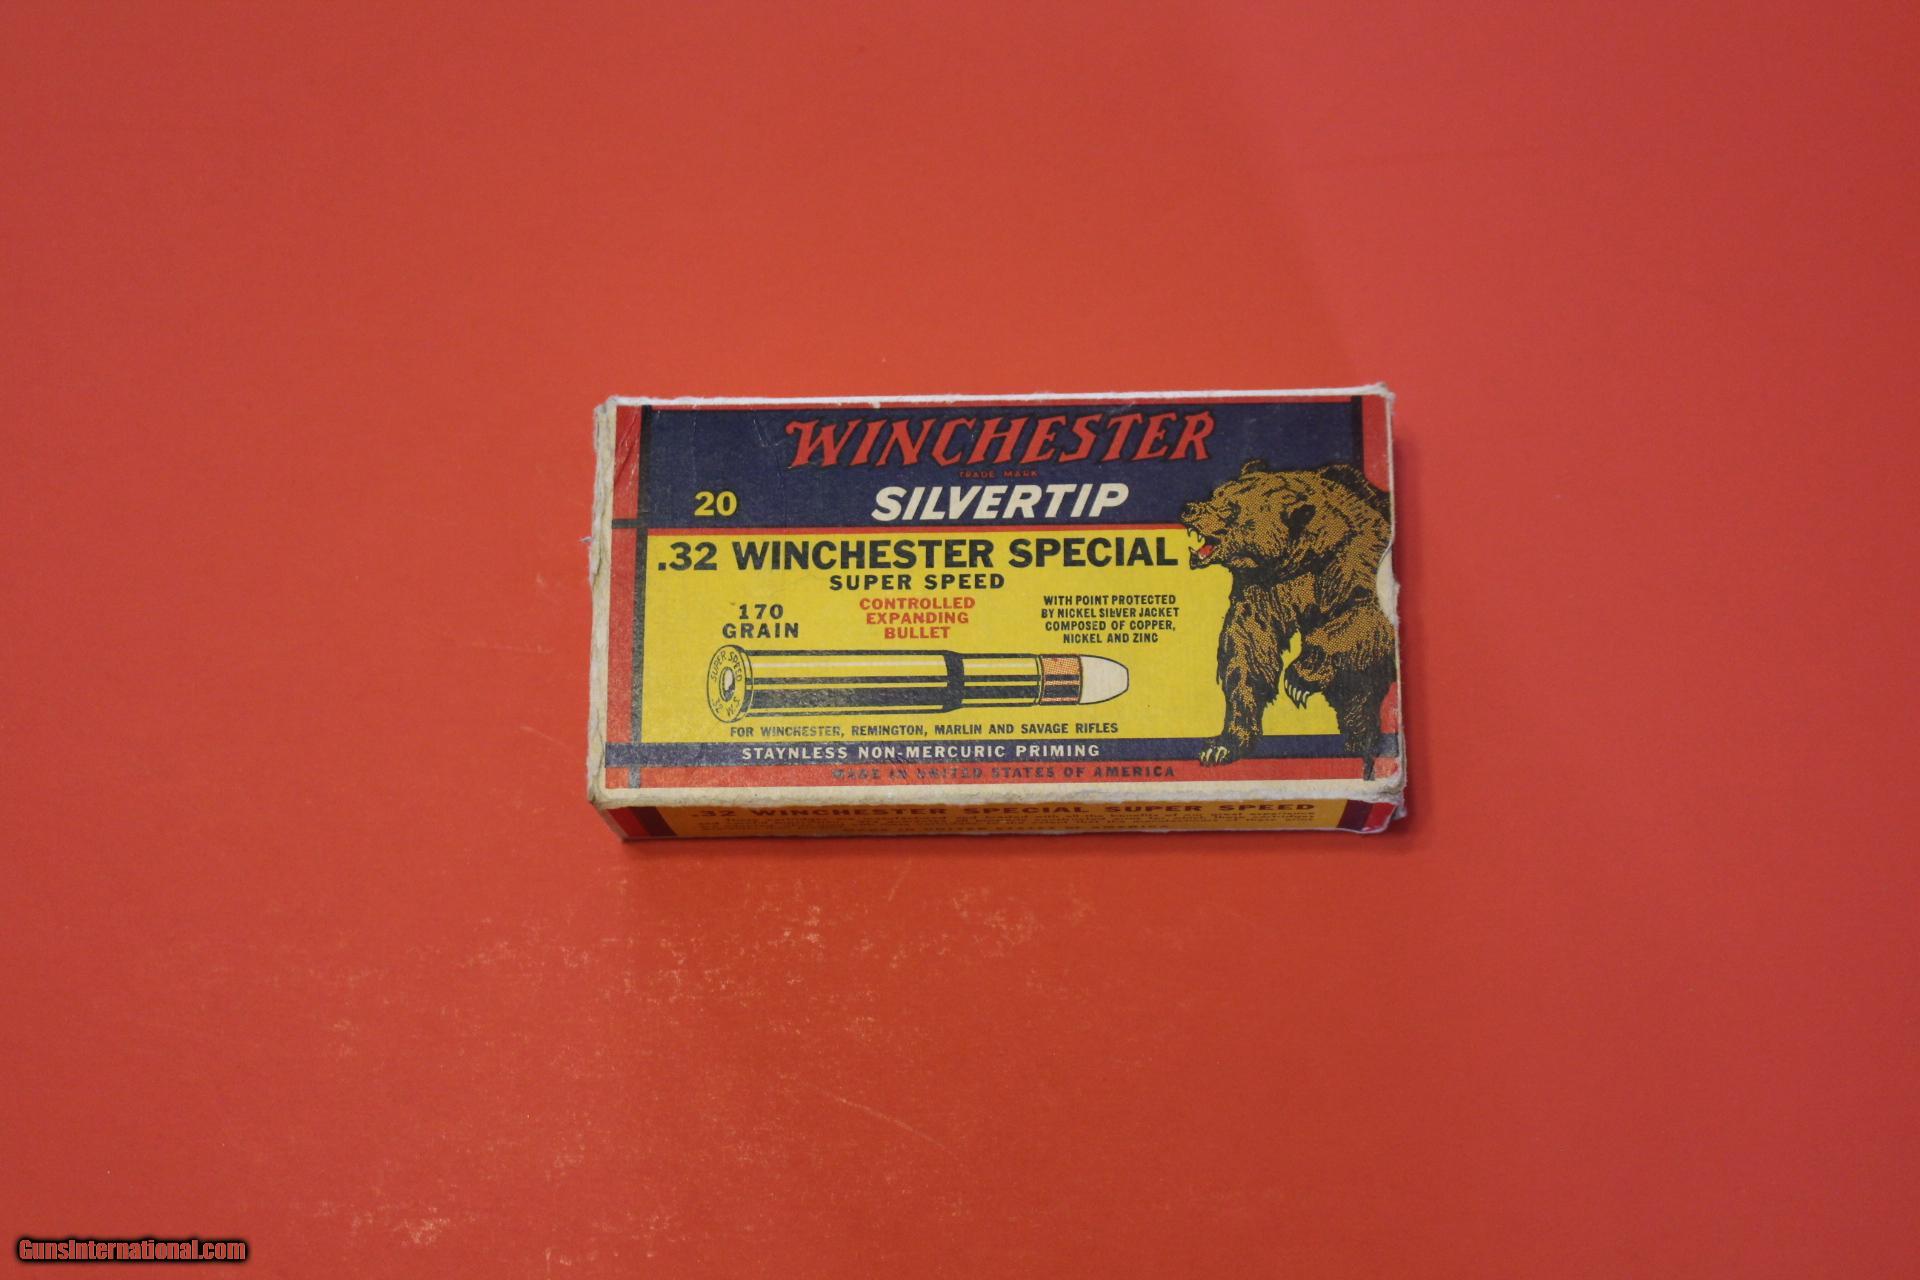 WINCHESTER
TRADE MARK
20
SILVERTIP
.32 WINCHESTER SPECIAL
SUPER SPEED
170
GRAIN
CONTROLLED
EXPANDING
BULLET
WITH POINT PROTECTED
BY NICKEL SILVER JACKET
COMPOSED OF COPPER,
NICKEL AND ZINC
SUPER SPEED
32 W.S.
FOR WINCHESTER, REMINGTON, MARLIN AND SAVAGE RIFLES
STAYNLESS NON-MERCURIC PRIMING
MADE IN UNITED STATES OF AMERICA
.32 WINCHESTER SPECIAL SUPER SPEED
GunsInternational.com